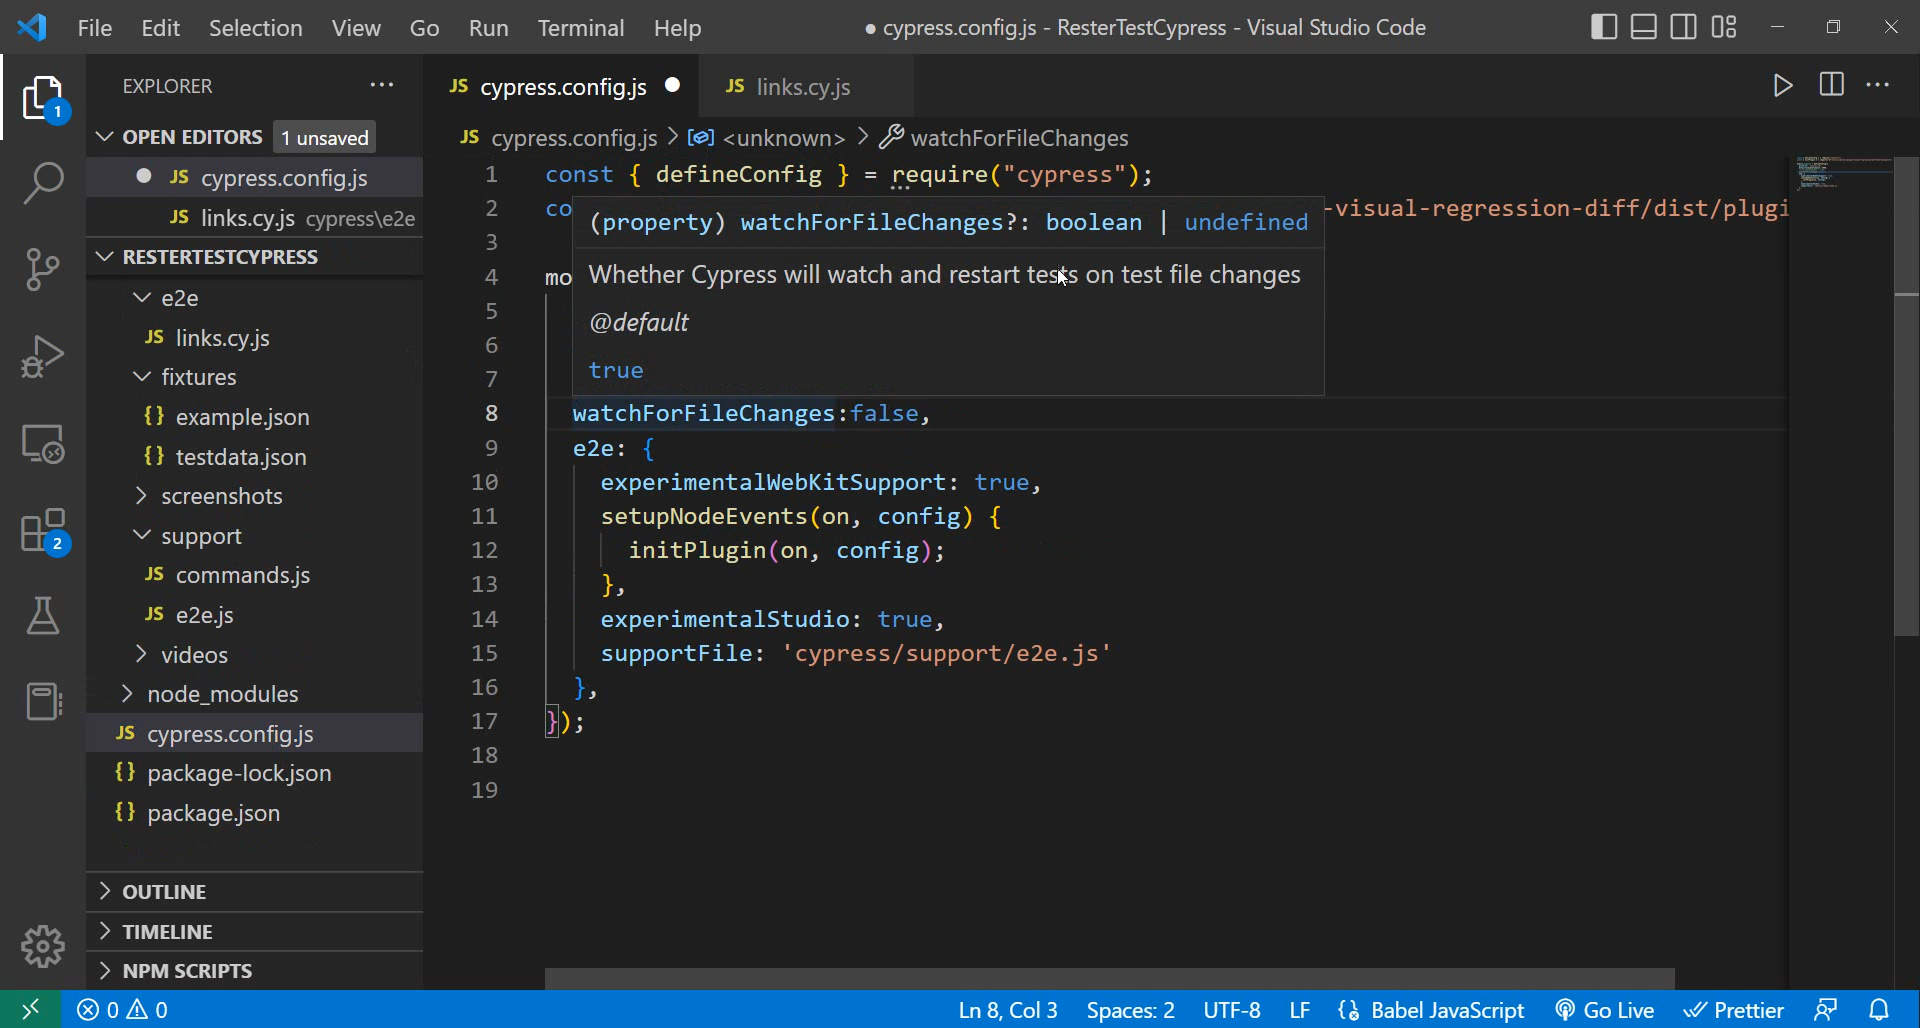 File Edit Selection View Go Run Terminal Help
● cypress.config.js - ResterTestCypress - Visual Studio Code
EXPLORER
1
OPEN EDITORS 1 unsaved
JS cypress.config.js
JS links.cy.js cypress\e2e
RESTERTESTCYPRESS
e2e
JS links.cy.js
fixtures
{} example.json
{} testdata.json
screenshots
support
JS commands.js
JS e2e.js
videos
node_modules
JS cypress.config.js
{} package-lock.json
{} package.json
OUTLINE
TIMELINE
NPM SCRIPTS
2
JS cypress.config.js
JS links.cy.js
JS cypress.config.js > <unknown> > watchForFileChanges
1 const { defineConfig } = require("cypress");
2 co -visual-regression-diff/dist/plugi
(property) watchForFileChanges?: boolean | undefined
3
4 mo
Whether Cypress will watch and restart tests on test file changes
5
@default
6
7
true
8 watchForFileChanges:false,
9 e2e: {
10 experimentalWebKitSupport: true,
11 setupNodeEvents(on, config) {
12 initPlugin(on, config);
13 },
14 experimentalStudio: true,
15 supportFile: 'cypress/support/e2e.js'
16 },
17 });
18
19
0 0 Ln 8, Col 3 Spaces: 2 UTF-8 LF {} Babel JavaScript Go Live Prettier